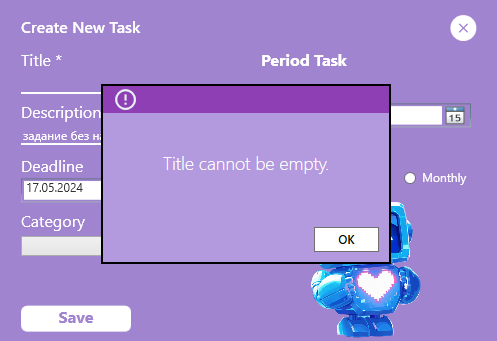 Create New Task
Title *
Period Task
Title cannot be empty.
OK
Description
задание без
15
Deadline
17.05.2024
Monthly
Category
Save